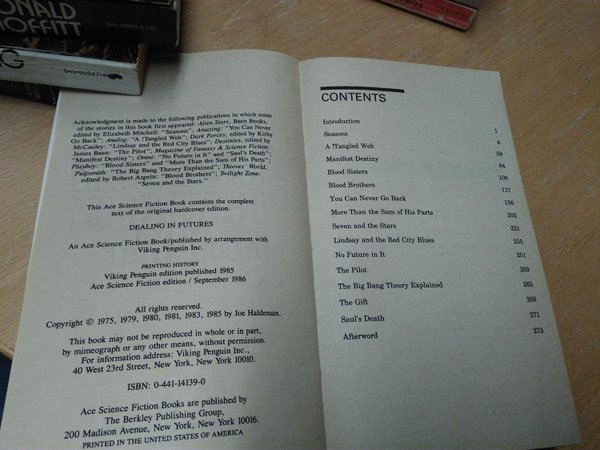 ONALD
MOFFITT
Acknowledgment is made to the following publications in which some
of the stories in this book first appeared: Alien Stars, Baen Books,
edited by Elizabeth Mitchell: "Seasons"; Amazing: "You Can Never
Go Back"; Analog: "A !Tangled Web"; Dark Forces, edited by Kirby
McCauley: "Lindsay and the Red City Blues"; Destinies, edited by
James Baen: "The Pilot"; Magazine of Fantasy & Science Fiction:
"Manifest Destiny"; Omni: "No Future in It" and "Saul's Death";
Playboy: "Blood Sisters" and "More Than the Sum of His Parts"
Pulpsmith: "The Big Bang Theory Explained"; Thieves' World,
edited by Robert Asprin: "Blood Brothers"; Twilight Zone:
"Seven and the Stars."
This Ace Science Fiction Book contains the complete
text of the original hardcover edition.
DEALING IN FUTURES
An Ace Science Fiction Book/published by arrangement with
Viking Penguin Inc.
PRINTING HISTORY
Viking Penguin edition published 1985
Ace Science Fiction edition / September 1986
All rights reserved.
Copyright © 1975, 1979, 1980, 1981, 1983, 1985 by Joe Haldeman.
This book may not be reproduced in whole or in part,
by mimeograph or any other means, without permission.
For information address: Viking Penguin Inc.,
40 West 23rd Street, New York, New York 10010.
ISBN: 0-441-14139-0
Ace Science Fiction Books are published by
The Berkley Publishing Group,
200 Madison Avenue, New York, New York 10016.
PRINTED IN THE UNITED STATES OF AMERICA
CONTENTS
Introduction
Seasons 1
A !Tangled Web 4
Manifest Destiny 59
Blood Sisters 84
Blood Brothers 100
You Can Never Go Back 117
More Than the Sum of His Parts 136
Seven and the Stars 202
Lindsay and the Red City Blues 221
No Future in It 235
The Pilot 251
The Big Bang Theory Explained 259
The Gift 265
Saul's Death 269
Afterword 271
273